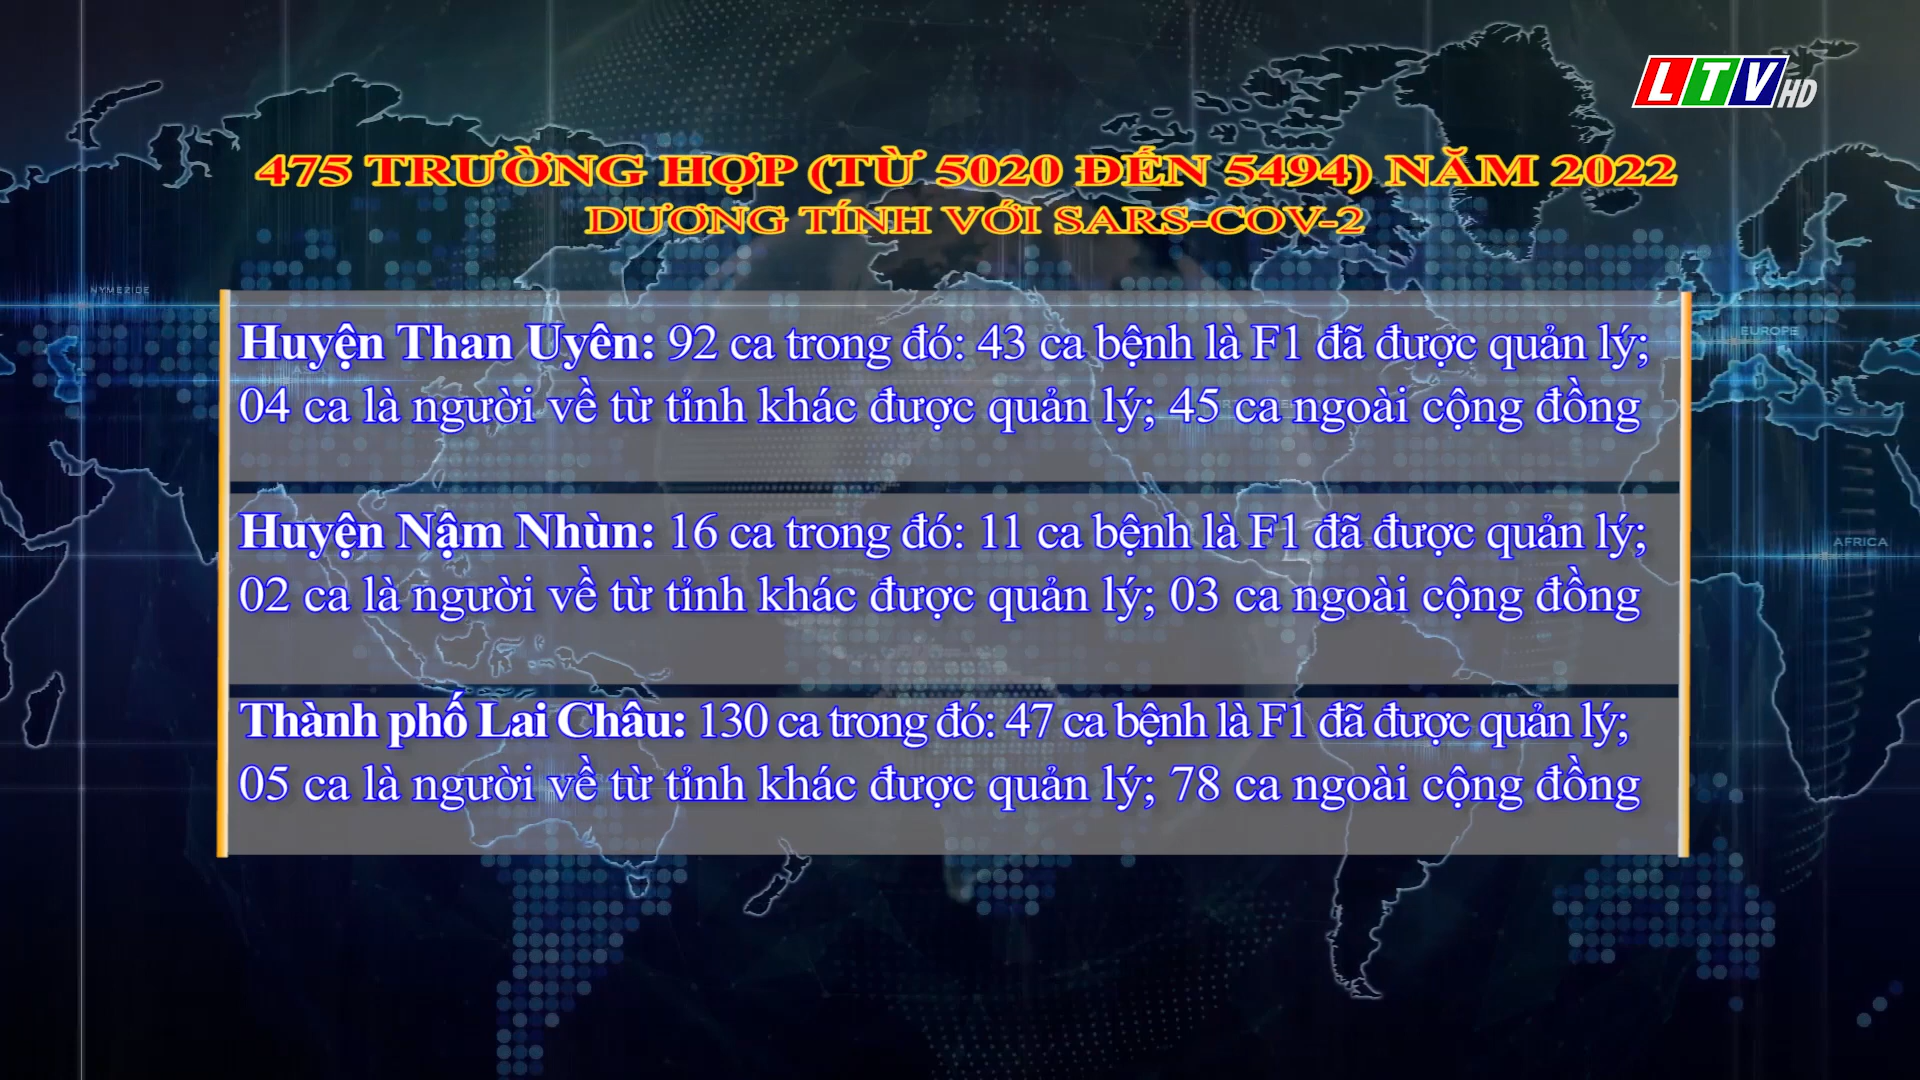 LTV HD
475 TRƯỜNG HỢP (TỪ 5020 ĐẾN 5494) NĂM 2022
DƯƠNG TÍNH VỚI SARS-COV-2
NYMEZIDE
EUROPE
Huyện Than Uyên: 92 ca trong đó: 43 ca bệnh là F1 đã được quản lý;
04 ca là người về từ tỉnh khác được quản lý; 45 ca ngoài cộng đồng
Huyện Nậm Nhùn: 16 ca trong đó: 11 ca bệnh là F1 đã được quản lý;
AFRICA
02 ca là người về từ tỉnh khác được quản lý; 03 ca ngoài cộng đồng
Thành phố Lai Châu: 130 ca trong đó: 47 ca bệnh là F1 đã được quản lý;
05 ca là người về từ tỉnh khác được quản lý; 78 ca ngoài cộng đồng